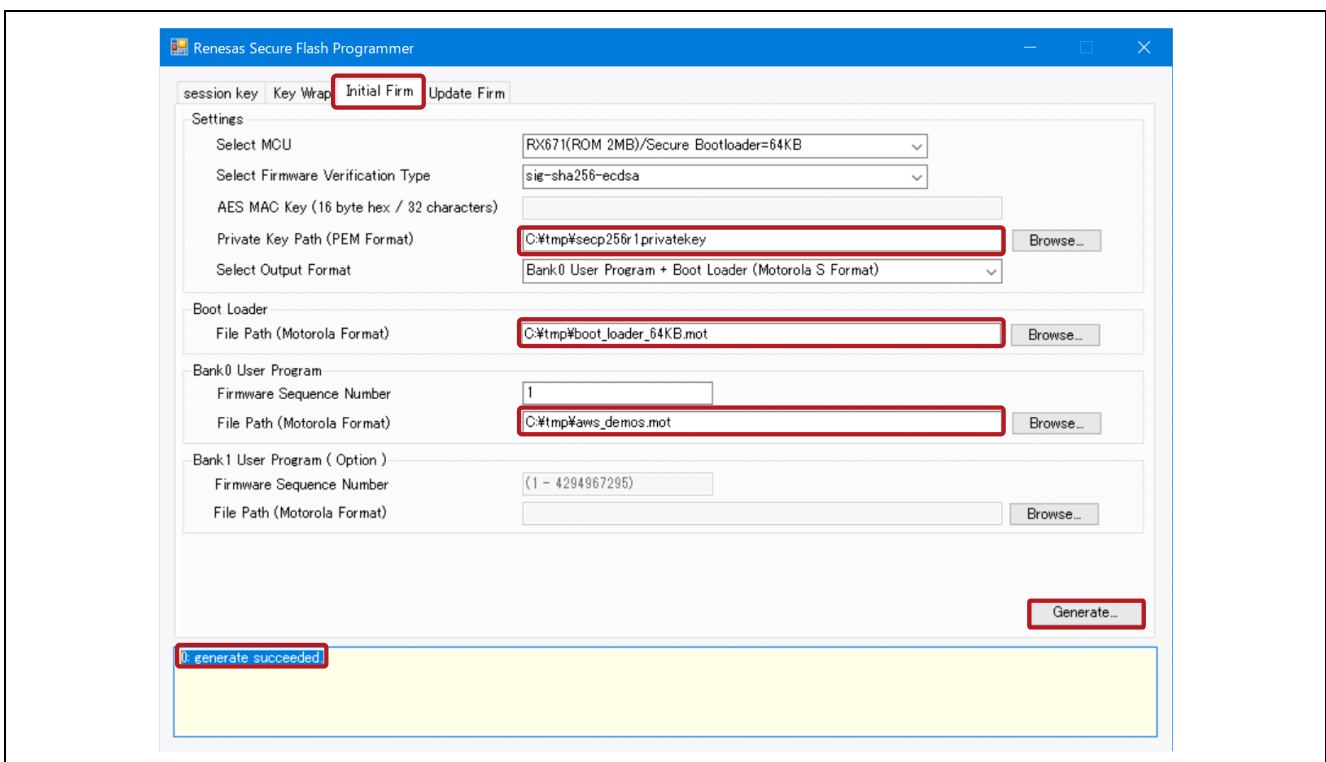 Renesas Secure Flash Programmer
session key Key Wrap Initial Firm Update Firm
Settings
Select MCU RX671(ROM 2MB)/Secure Bootloader=64KB
Select Firmware Verification Type sig-sha256-ecdsa
AES MAC Key (16 byte hex / 32 characters)
Private Key Path (PEM Format) C:¥tmp¥secp256r1.privatekey Browse...
Select Output Format Bank0 User Program + Boot Loader (Motorola S Format)
Boot Loader
File Path (Motorola Format) C:¥tmp¥boot_loader_64KB.mot Browse...
Bank0 User Program
Firmware Sequence Number 1
File Path (Motorola Format) C:¥tmp¥aws_demos.mot Browse...
Bank1 User Program ( Option )
Firmware Sequence Number (1 - 4294967295)
File Path (Motorola Format) Browse...
Generate...
0: generate succeeded.